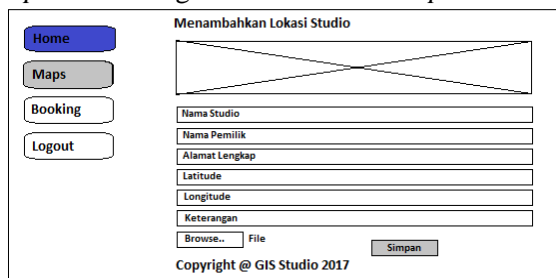 Menambahkan Lokasi Studio
Home
Maps
Booking
Logout
Nama Studio
Nama Pemilik
Alamat Lengkap
Latitude
Longitude
Keterangan
Browse.. File
Simpan
Copyright @ GIS Studio 2017